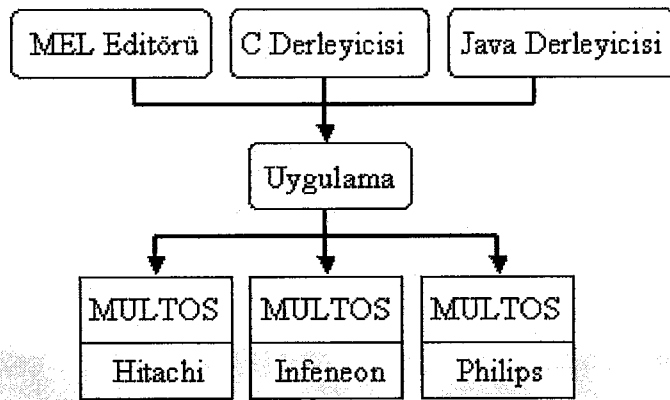 MEL Editörü
C Derleyicisi
Java Derleyicisi
Uygulama
MULTOS
MULTOS
MULTOS
Hitachi
Infeneon
Philips